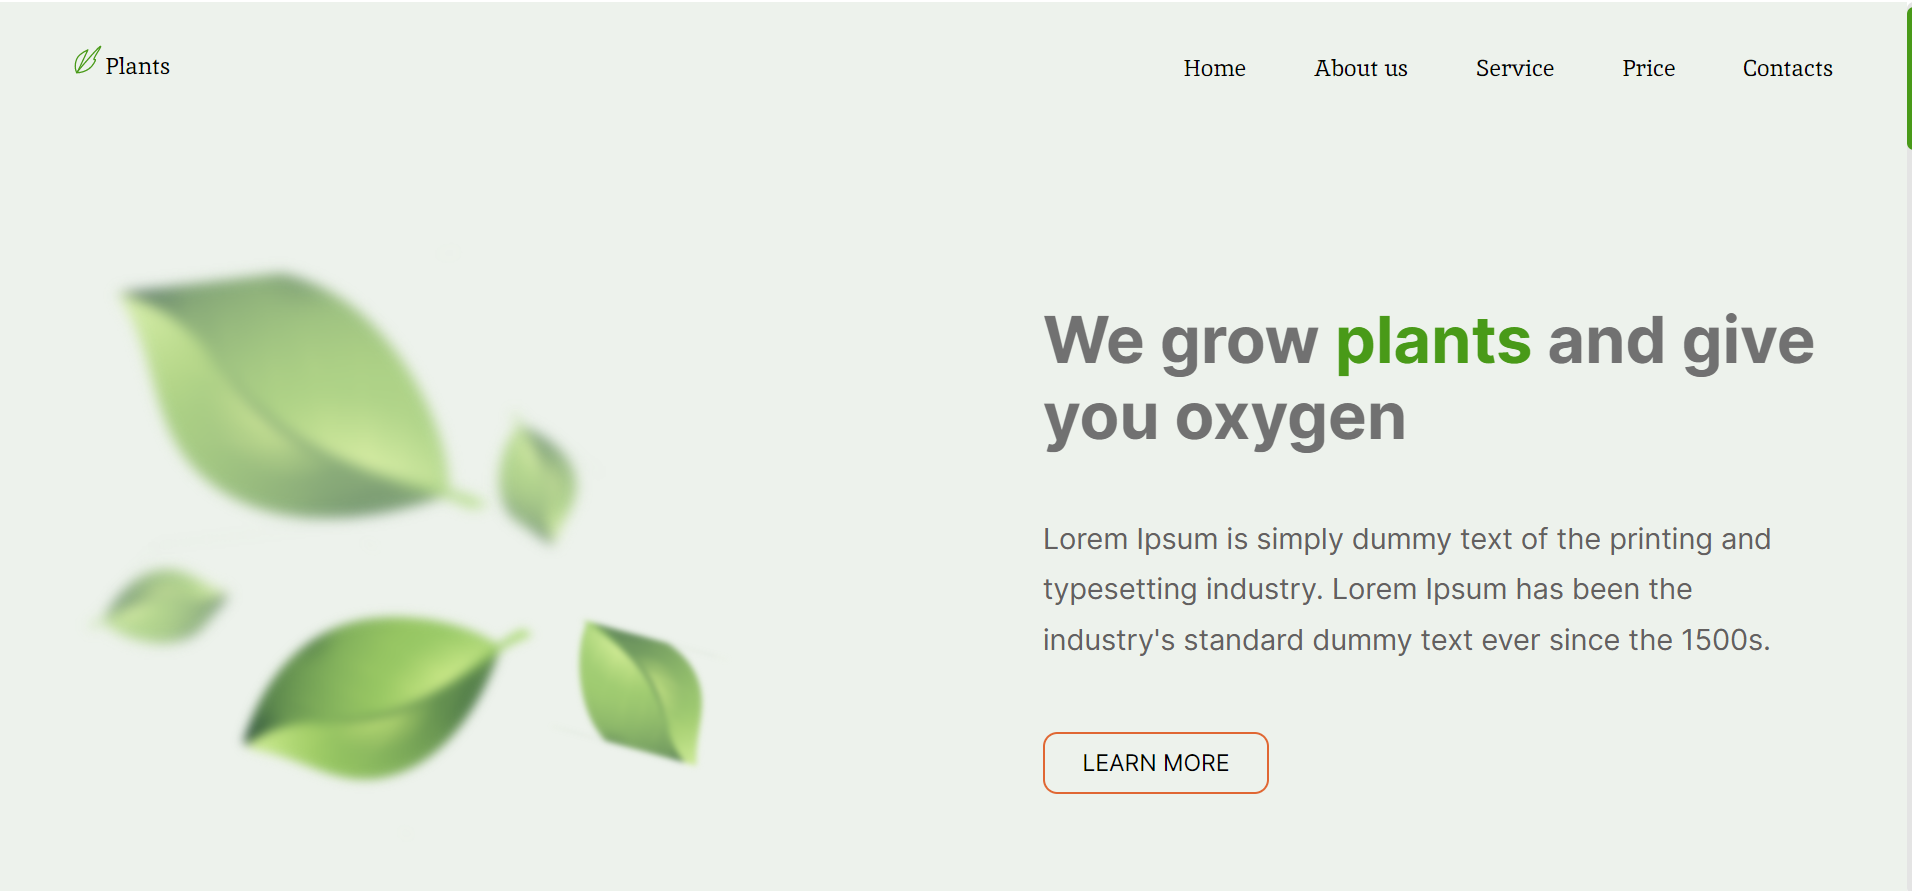 Plants
Home About us Service Price Contacts
We grow plants and give
you oxygen
Lorem Ipsum is simply dummy text of the printing and
typesetting industry. Lorem Ipsum has been the
industry's standard dummy text ever since the 1500s.
LEARN MORE